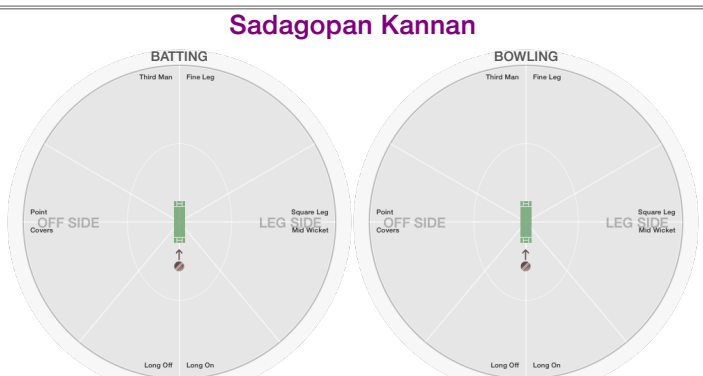 Sadagopan Kannan
BATTING
Third Man Fine Leg
Point
OFF SIDE
Covers
Square Leg
LEG SIDE
Mid Wicket
Long Off Long On
BOWLING
Third Man Fine Leg
Point
OFF SIDE
Covers
Square Leg
LEG SIDE
Mid Wicket
Long Off Long On